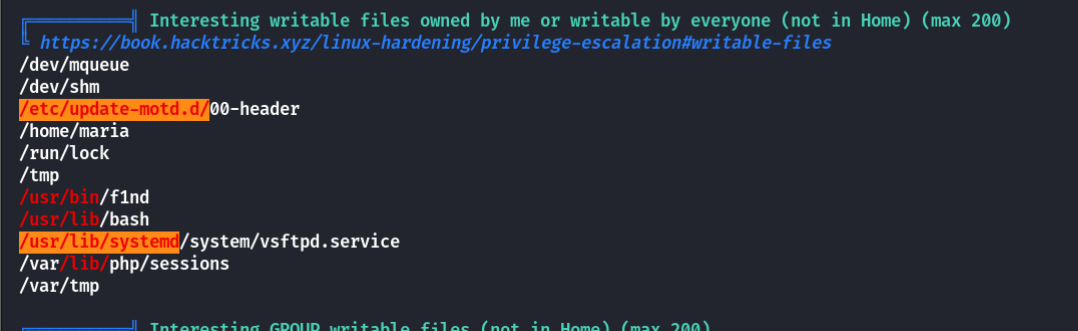 Interesting writable files owned by me or writable by everyone (not in Home) (max 200)
https://book.hacktricks.xyz/linux-hardening/privilege-escalation#writable-files
/dev/mqueue
/dev/shm
/etc/update-motd.d/00-header
/home/maria
/run/lock
/tmp
/usr/bin/f1nd
/usr/lib/bash
/usr/lib/systemd/system/vsftpd.service
/var/lib/php/sessions
/var/tmp
Interesting GROUP writable files (not in Home) (max 200)